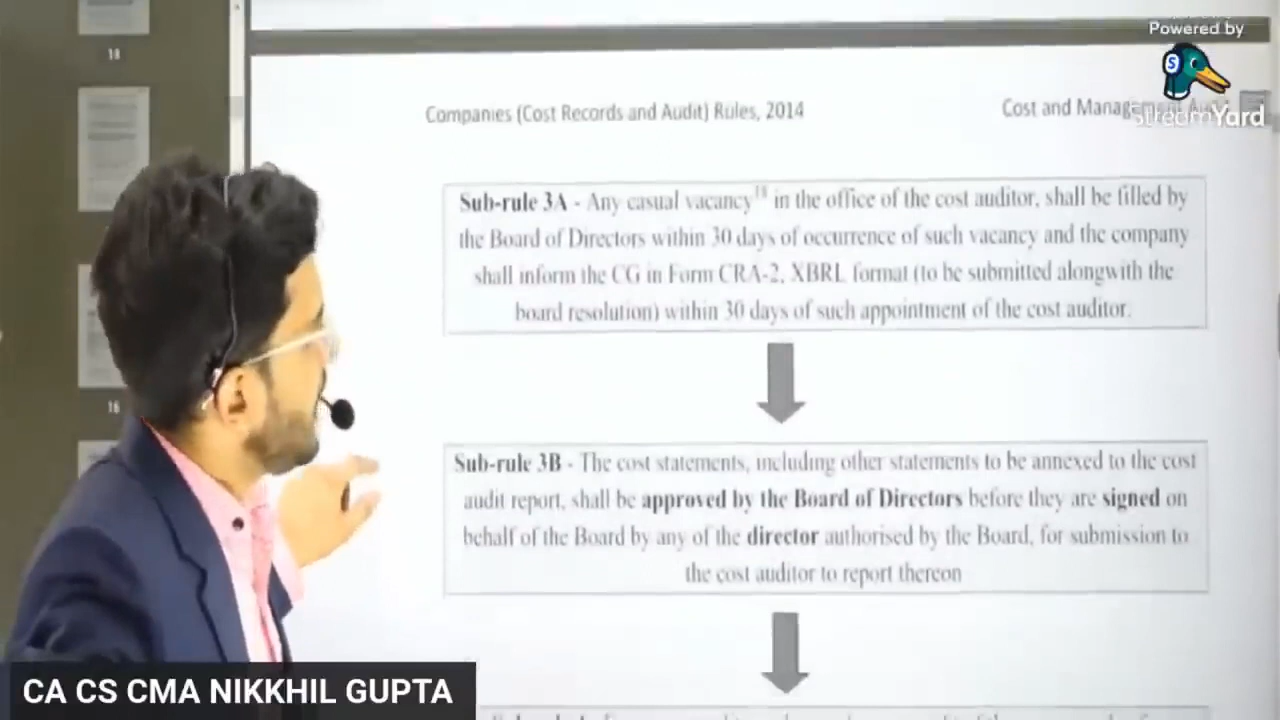 Powered by
StreamYard
18
Companies (Cost Records and Audit) Rules, 2014
Cost and Management
Sub-rule 3A - Any casual vacancy18 in the office of the cost auditor, shall be filled by
the Board of Directors within 30 days of occurrence of such vacancy and the company
shall inform the CG in Form CRA-2, XBRL format (to be submitted alongwith the
board resolution) within 30 days of such appointment of the cost auditor.
16
Sub-rule 3B - The cost statements, including other statements to be annexed to the cost
audit report, shall be approved by the Board of Directors before they are signed on
behalf of the Board by any of the director authorised by the Board, for submission to
the cost auditor to report thereon
CA CS CMA NIKKHIL GUPTA